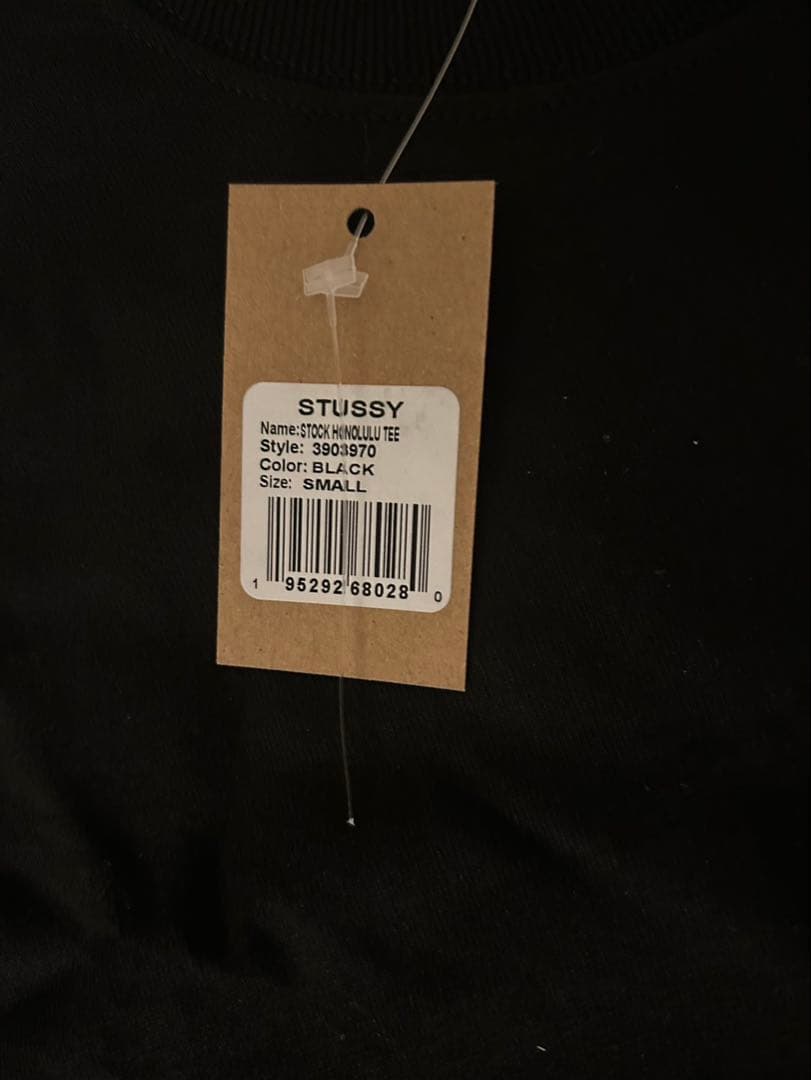 STUSSY
Name:STOCK HONOLULU TEE
Style: 3903970
Color: BLACK
Size: SMALL
1 95292 68028 0